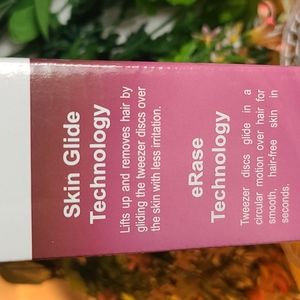 Skin Glide
Technology
Lifts up and removes hair by
gliding the tweezer discs over
the skin with less irritation.
eRase
Technology
Tweezer discs glide in a
circular motion over hair for
smooth, hair-free skin in
seconds.